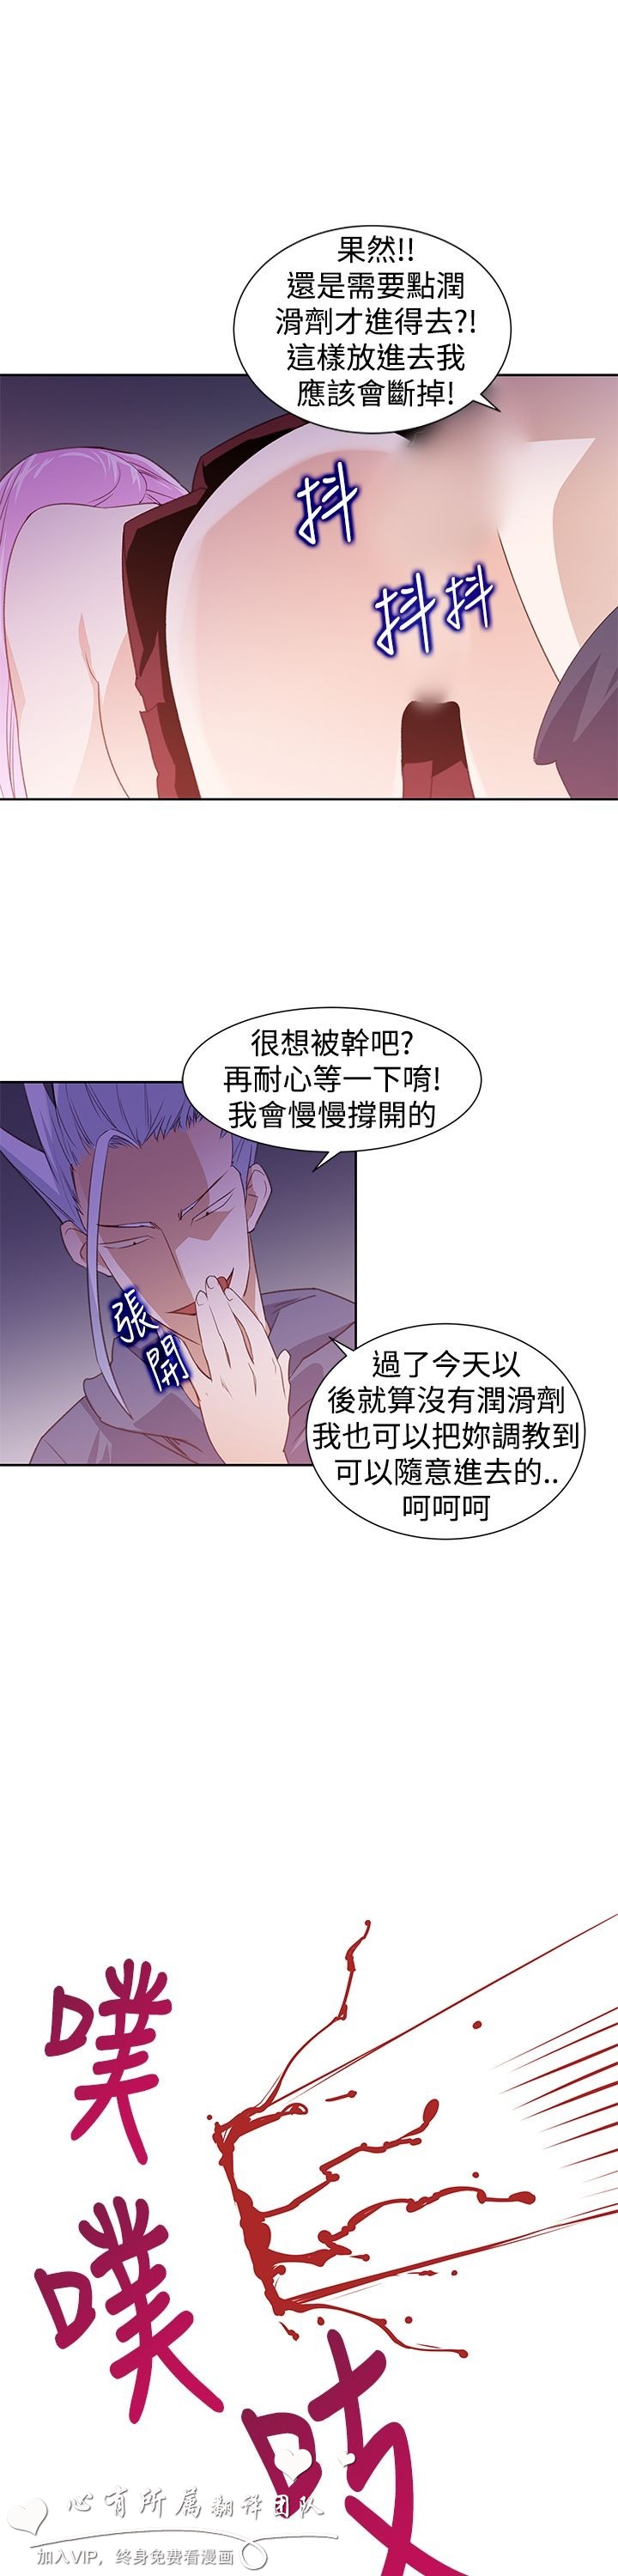 果然!!
還是需要點潤
滑劑才進得去?!
這樣放進去我
應該會斷掉!
抖
抖抖
很想被幹吧?
再耐心等一下唷!
我會慢慢撐開的
張
開
過了今天以
後就算沒有潤滑劑
我也可以把妳調教到
可以隨意進去的..
呵呵呵
噗
噗
吱
心有所属翻译团队
加入VIP，终身免费看漫画